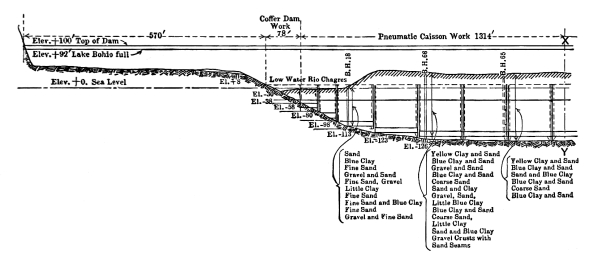 Coffer Dam,
Work
570'
78'
Pneumatic Caisson Work 1314'
Elev.+100' Top of Dam
X
Elev.+92' Lake Bohio full
B.H.18
B.H.68
B.H.65
El.+5
Low Water Rio Chagres
Elev.+0. Sea Level
El.-30
El.-38
El.-58
El.-80
El.-98
El.-113
El.-123
El.-126
Y
Sand
Blue Clay
Fine Sand
Gravel and Sand
Fine Sand, Gravel
Little Clay
Fine Sand
Fine Sand and Blue Clay
Fine Sand
Gravel and Fine Sand
Yellow Clay and Sand
Blue Clay and Sand
Gravel and Sand
Blue Clay and Sand
Coarse Sand
Sand and Clay
Gravel, Sand,
Little Blue Clay
Blue Clay and Sand
Coarse Sand,
Little Clay
Sand and Blue Clay
Gravel Crusts with
Sand Seams
Yellow Clay and Sand
Blue Clay and Sand
Sand and Blue Clay
Blue Clay and Sand
Coarse Sand
Blue Clay and Sand